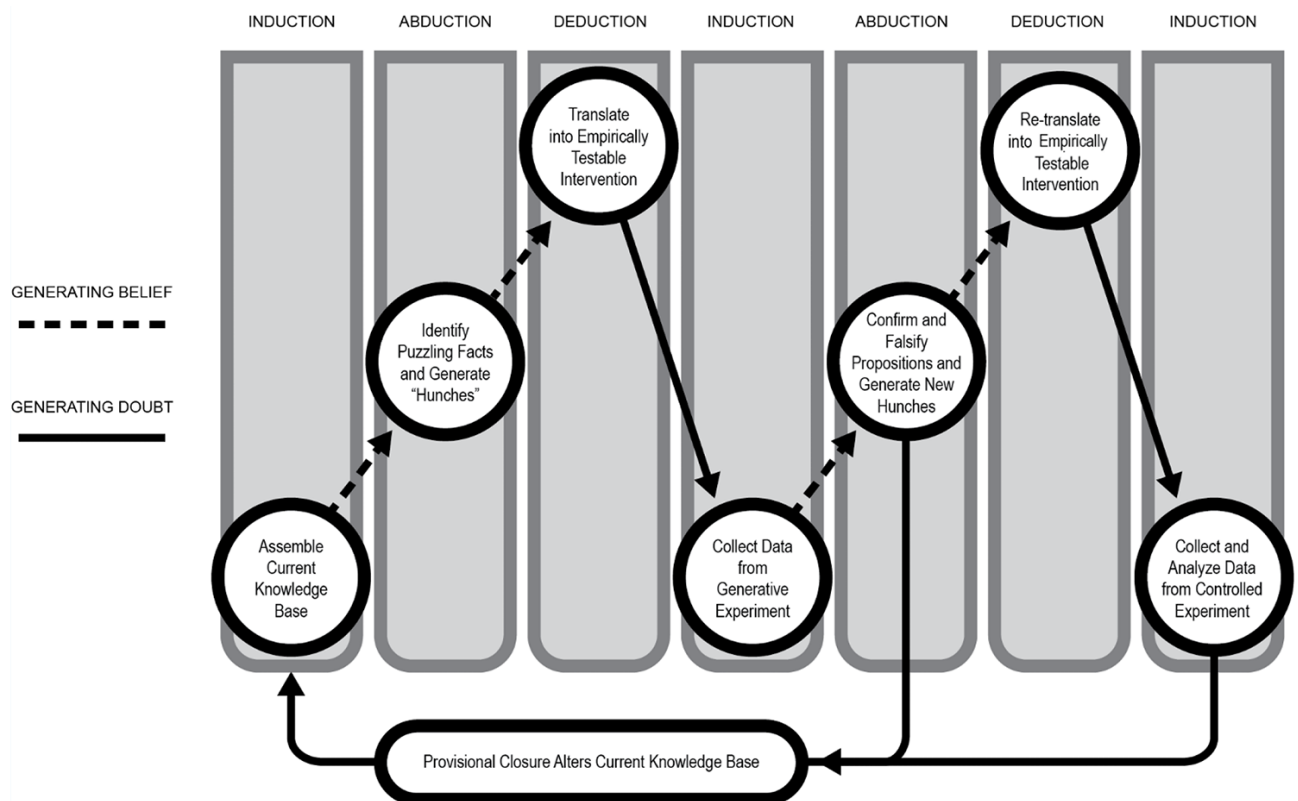 INDUCTION
ABDUCTION
DEDUCTION
INDUCTION
ABDUCTION
DEDUCTION
INDUCTION
GENERATING BELIEF
GENERATING DOUBT
Assemble
Current
Knowledge
Base
Identify
Puzzling Facts
and Generate
“Hunches”
Translate
into Empirically
Testable
Intervention
Collect Data
from
Generative
Experiment
Confirm and
Falsify
Propositions and
Generate New
Hunches
Re-translate
into Empirically
Testable
Intervention
Collect and
Analyze Data
from Controlled
Experiment
Provisional Closure Alters Current Knowledge Base